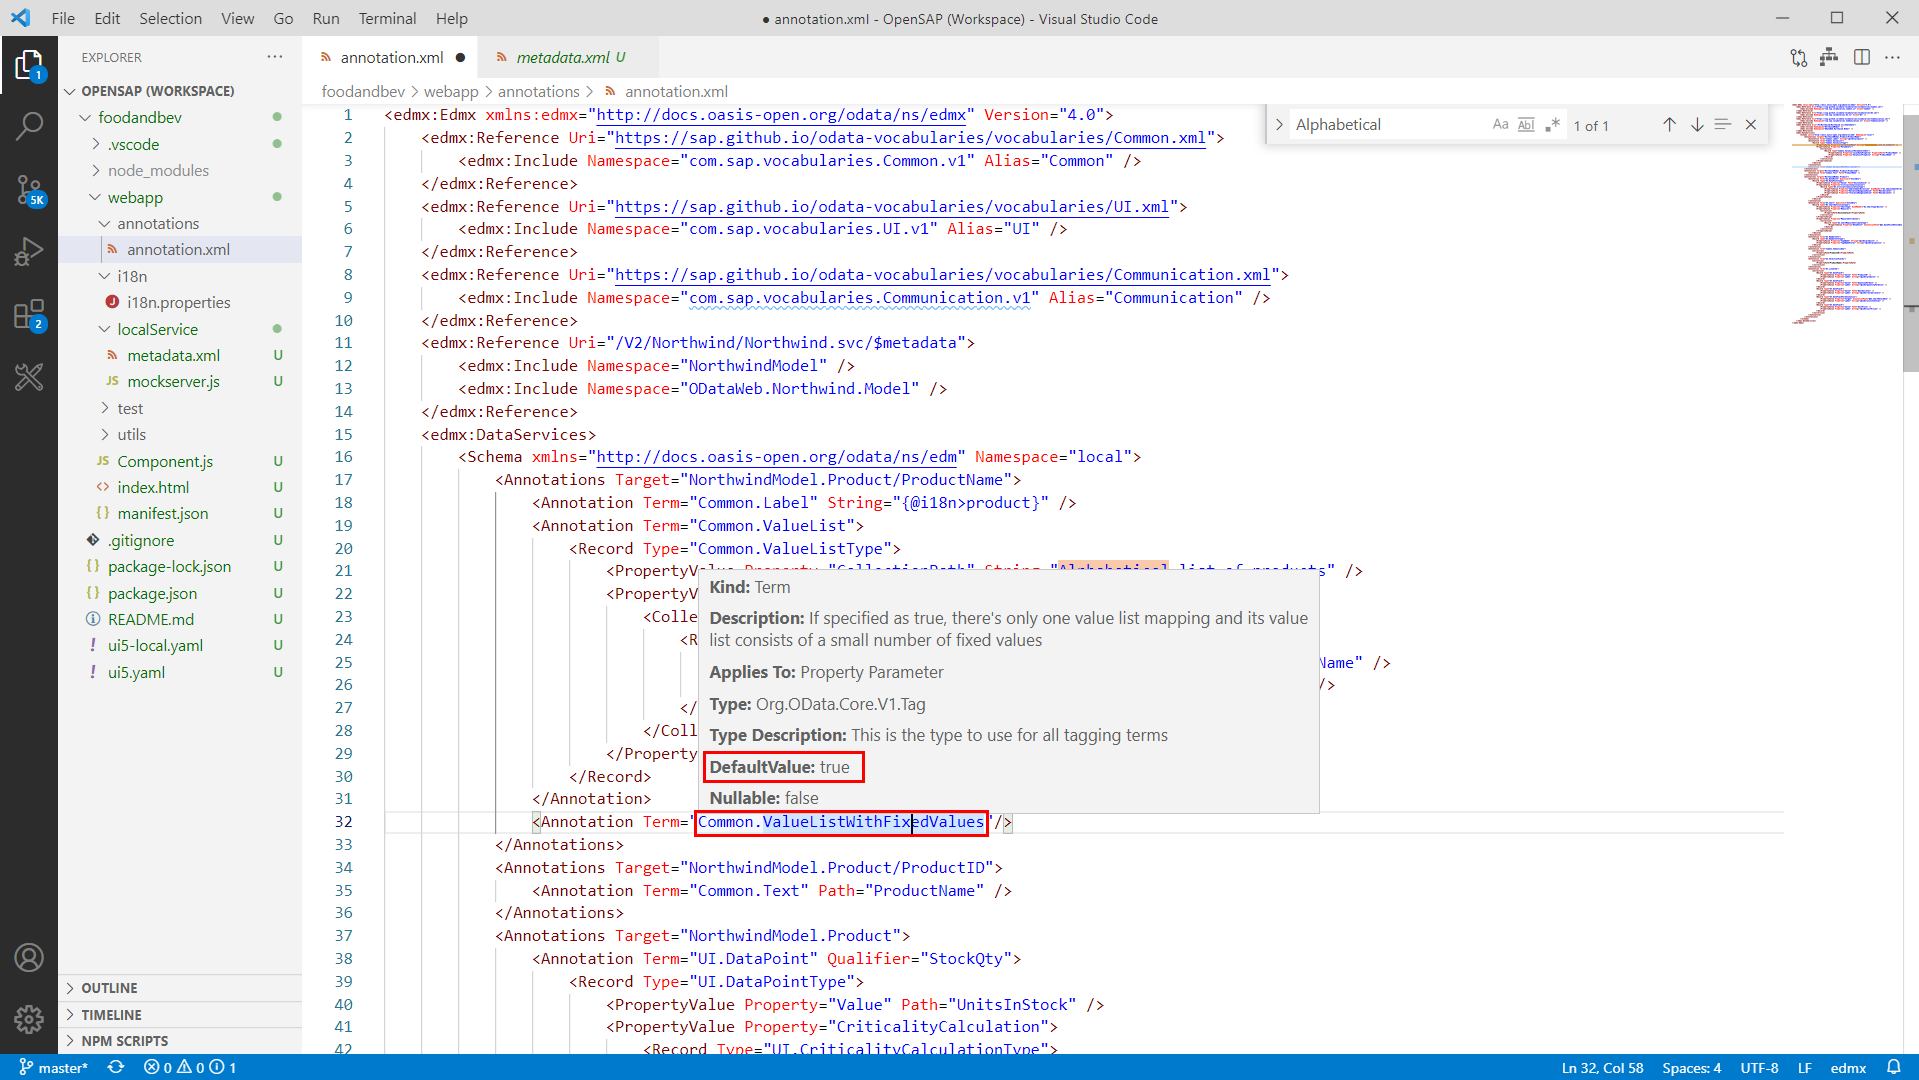 File Edit Selection View Go Run Terminal Help
● annotation.xml - OpenSAP (Workspace) - Visual Studio Code
EXPLORER
OPENSAP (WORKSPACE)
foodandbev
.vscode
node_modules
webapp
annotations
annotation.xml
i18n
i18n.properties
localService
metadata.xml U
mockserver.js U
test
utils
Component.js U
index.html U
manifest.json U
.gitignore U
package-lock.json U
package.json U
README.md U
ui5-local.yaml U
ui5.yaml U
OUTLINE
TIMELINE
NPM SCRIPTS
1
5K
2
annotation.xml ●
metadata.xml U
foodandbev > webapp > annotations > annotation.xml
Alphabetical Aa Abl .* 1 of 1
1 <edmx:Edmx xmlns:edmx="http://docs.oasis-open.org/odata/ns/edmx" Version="4.0">
2 <edmx:Reference Uri="https://sap.github.io/odata-vocabularies/vocabularies/Common.xml">
3 <edmx:Include Namespace="com.sap.vocabularies.Common.v1" Alias="Common" />
4 </edmx:Reference>
5 <edmx:Reference Uri="https://sap.github.io/odata-vocabularies/vocabularies/UI.xml">
6 <edmx:Include Namespace="com.sap.vocabularies.UI.v1" Alias="UI" />
7 </edmx:Reference>
8 <edmx:Reference Uri="https://sap.github.io/odata-vocabularies/vocabularies/Communication.xml">
9 <edmx:Include Namespace="com.sap.vocabularies.Communication.v1" Alias="Communication" />
10 </edmx:Reference>
11 <edmx:Reference Uri="/V2/Northwind/Northwind.svc/$metadata">
12 <edmx:Include Namespace="NorthwindModel" />
13 <edmx:Include Namespace="ODataWeb.Northwind.Model" />
14 </edmx:Reference>
15 <edmx:DataServices>
16 <Schema xmlns="http://docs.oasis-open.org/odata/ns/edm" Namespace="local">
17 <Annotations Target="NorthwindModel.Product/ProductName">
18 <Annotation Term="Common.Label" String="{@i18n>product}" />
19 <Annotation Term="Common.ValueList">
20 <Record Type="Common.ValueListType">
21 <PropertyValue Property="CollectionPath" String="Alphabetical_list_of_products" />
22 <PropertyV
23 <Colle
24 <R
25 Name" />
26 />
27 </
28 </Coll
29 </Property
30 </Record>
31 </Annotation>
Kind: Term
Description: If specified as true, there's only one value list mapping and its value
list consists of a small number of fixed values
Applies To: Property Parameter
Type: Org.OData.Core.V1.Tag
Type Description: This is the type to use for all tagging terms
DefaultValue: true
Nullable: false
32 <Annotation Term="Common.ValueListWithFixedValues"/>
33 </Annotations>
34 <Annotations Target="NorthwindModel.Product/ProductID">
35 <Annotation Term="Common.Text" Path="ProductName" />
36 </Annotations>
37 <Annotations Target="NorthwindModel.Product">
38 <Annotation Term="UI.DataPoint" Qualifier="StockQty">
39 <Record Type="UI.DataPointType">
40 <PropertyValue Property="Value" Path="UnitsInStock" />
41 <PropertyValue Property="CriticalityCalculation">
42 <Record Type="UI.CriticalityCalculationType">
master* 0 0 1
Ln 32, Col 58 Spaces: 4 UTF-8 LF edmx